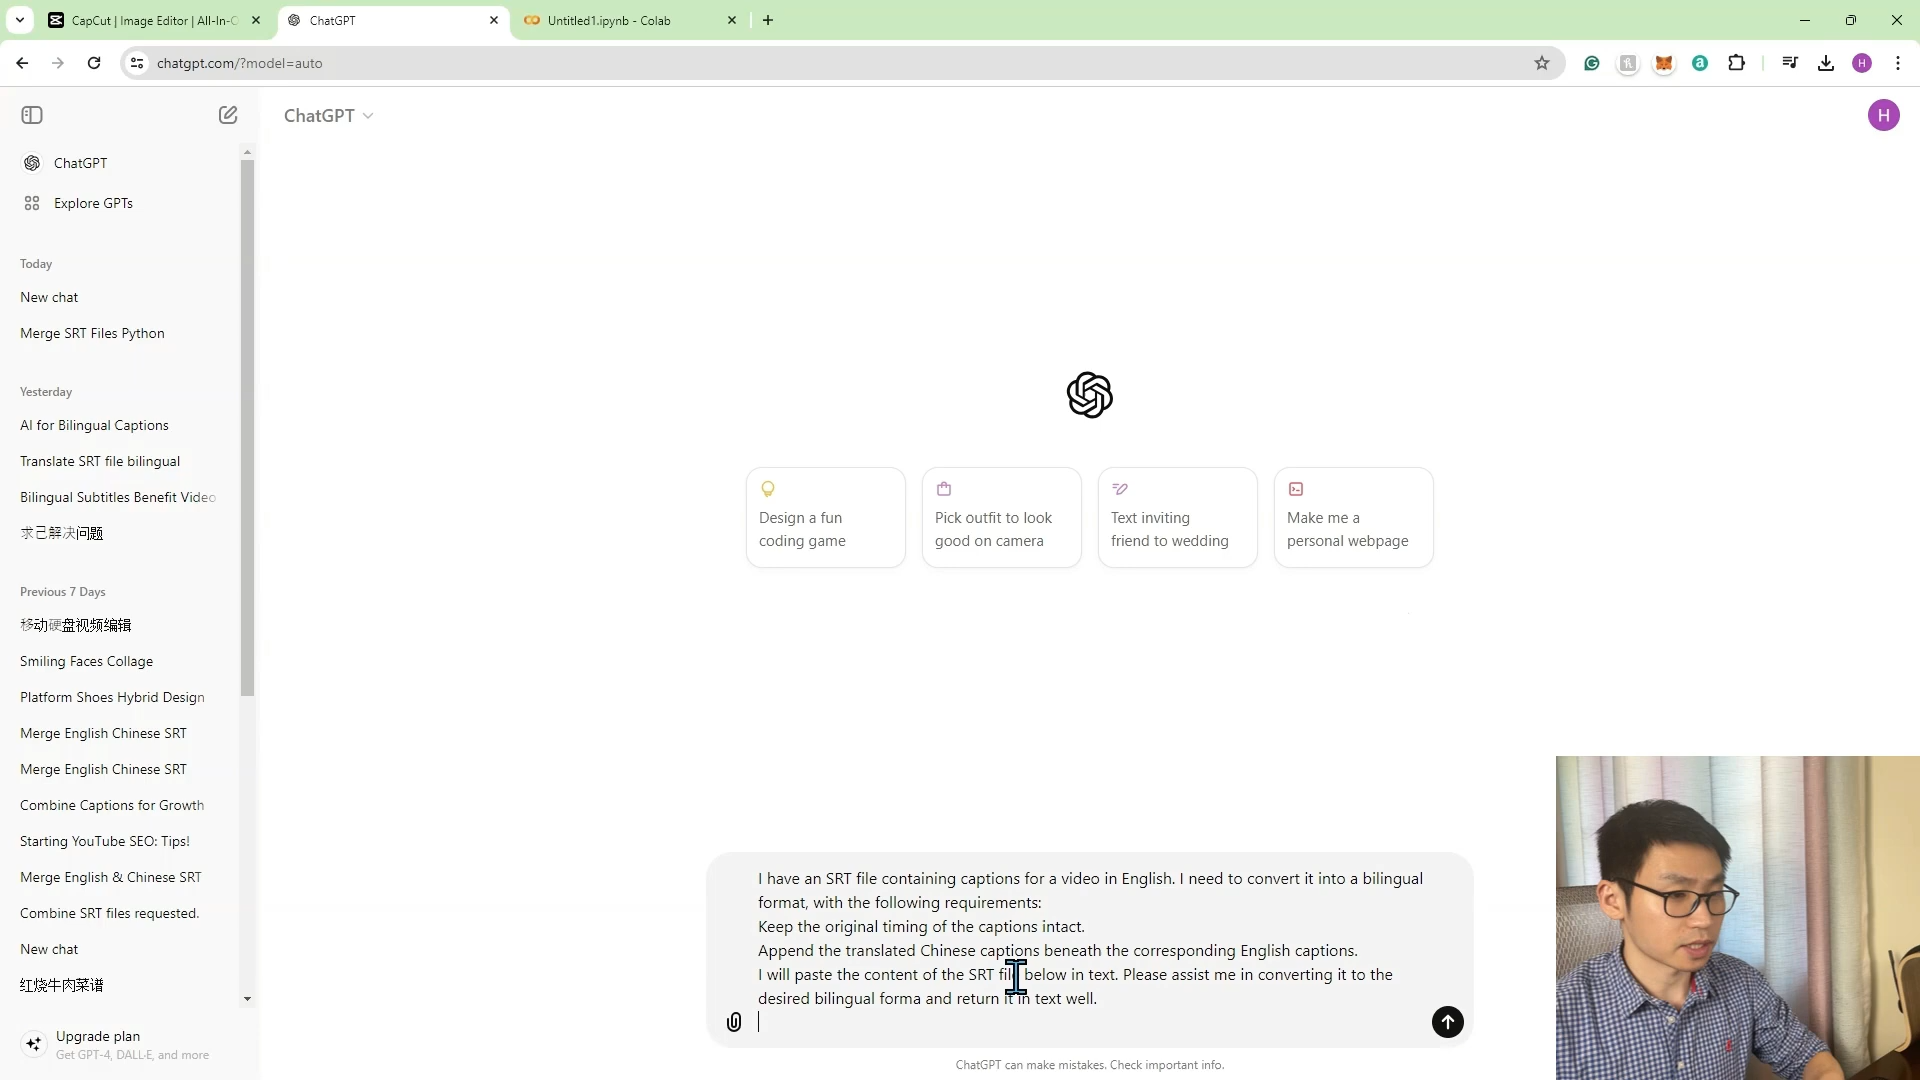 CapCut | Image Editor | All-In-O
ChatGPT
Untitled1.ipynb - Colab
chatgpt.com/?model=auto
H
ChatGPT
H
ChatGPT
Explore GPTs
Today
New chat
Merge SRT Files Python
Yesterday
AI for Bilingual Captions
Translate SRT file bilingual
Bilingual Subtitles Benefit Video
求己解决问题
Previous 7 Days
移动硬盘视频编辑
Smiling Faces Collage
Platform Shoes Hybrid Design
Merge English Chinese SRT
Merge English Chinese SRT
Combine Captions for Growth
Starting YouTube SEO: Tips!
Merge English & Chinese SRT
Combine SRT files requested.
New chat
红烧牛肉菜谱
Upgrade plan
Get GPT-4, DALL·E, and more
Design a fun
coding game
Pick outfit to look
good on camera
Text inviting
friend to wedding
Make me a
personal webpage
I have an SRT file containing captions for a video in English. I need to convert it into a bilingual
format, with the following requirements:
Keep the original timing of the captions intact.
Append the translated Chinese captions beneath the corresponding English captions.
I will paste the content of the SRT file below in text. Please assist me in converting it to the
desired bilingual forma and return it in text well.
ChatGPT can make mistakes. Check important info.